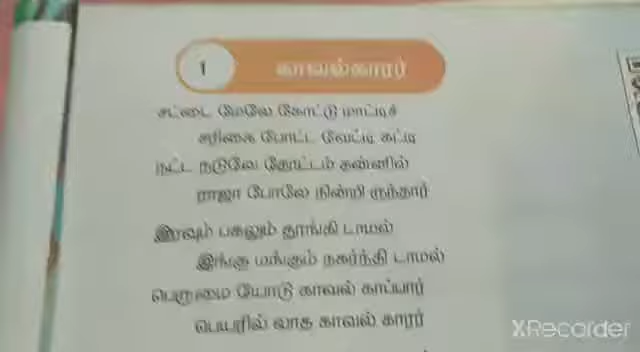 1 காவல்காரர்
சட்டை மேலே கோட்டு மாட்டிச்
சரிகை போட்ட வேட்டி கட்டி
நட்ட நடுவே தோட்டம் தன்னில்
ராஜா போலே நின்றி ருந்தார்
இரவும் பகலும் தூங்கி டாமல்
இங்கு மங்கும் நகர்ந்தி டாமல்
பெருமை யோடு காவல் காப்பார்
பெயரில் லாத காவல் காரர்
XRecorder